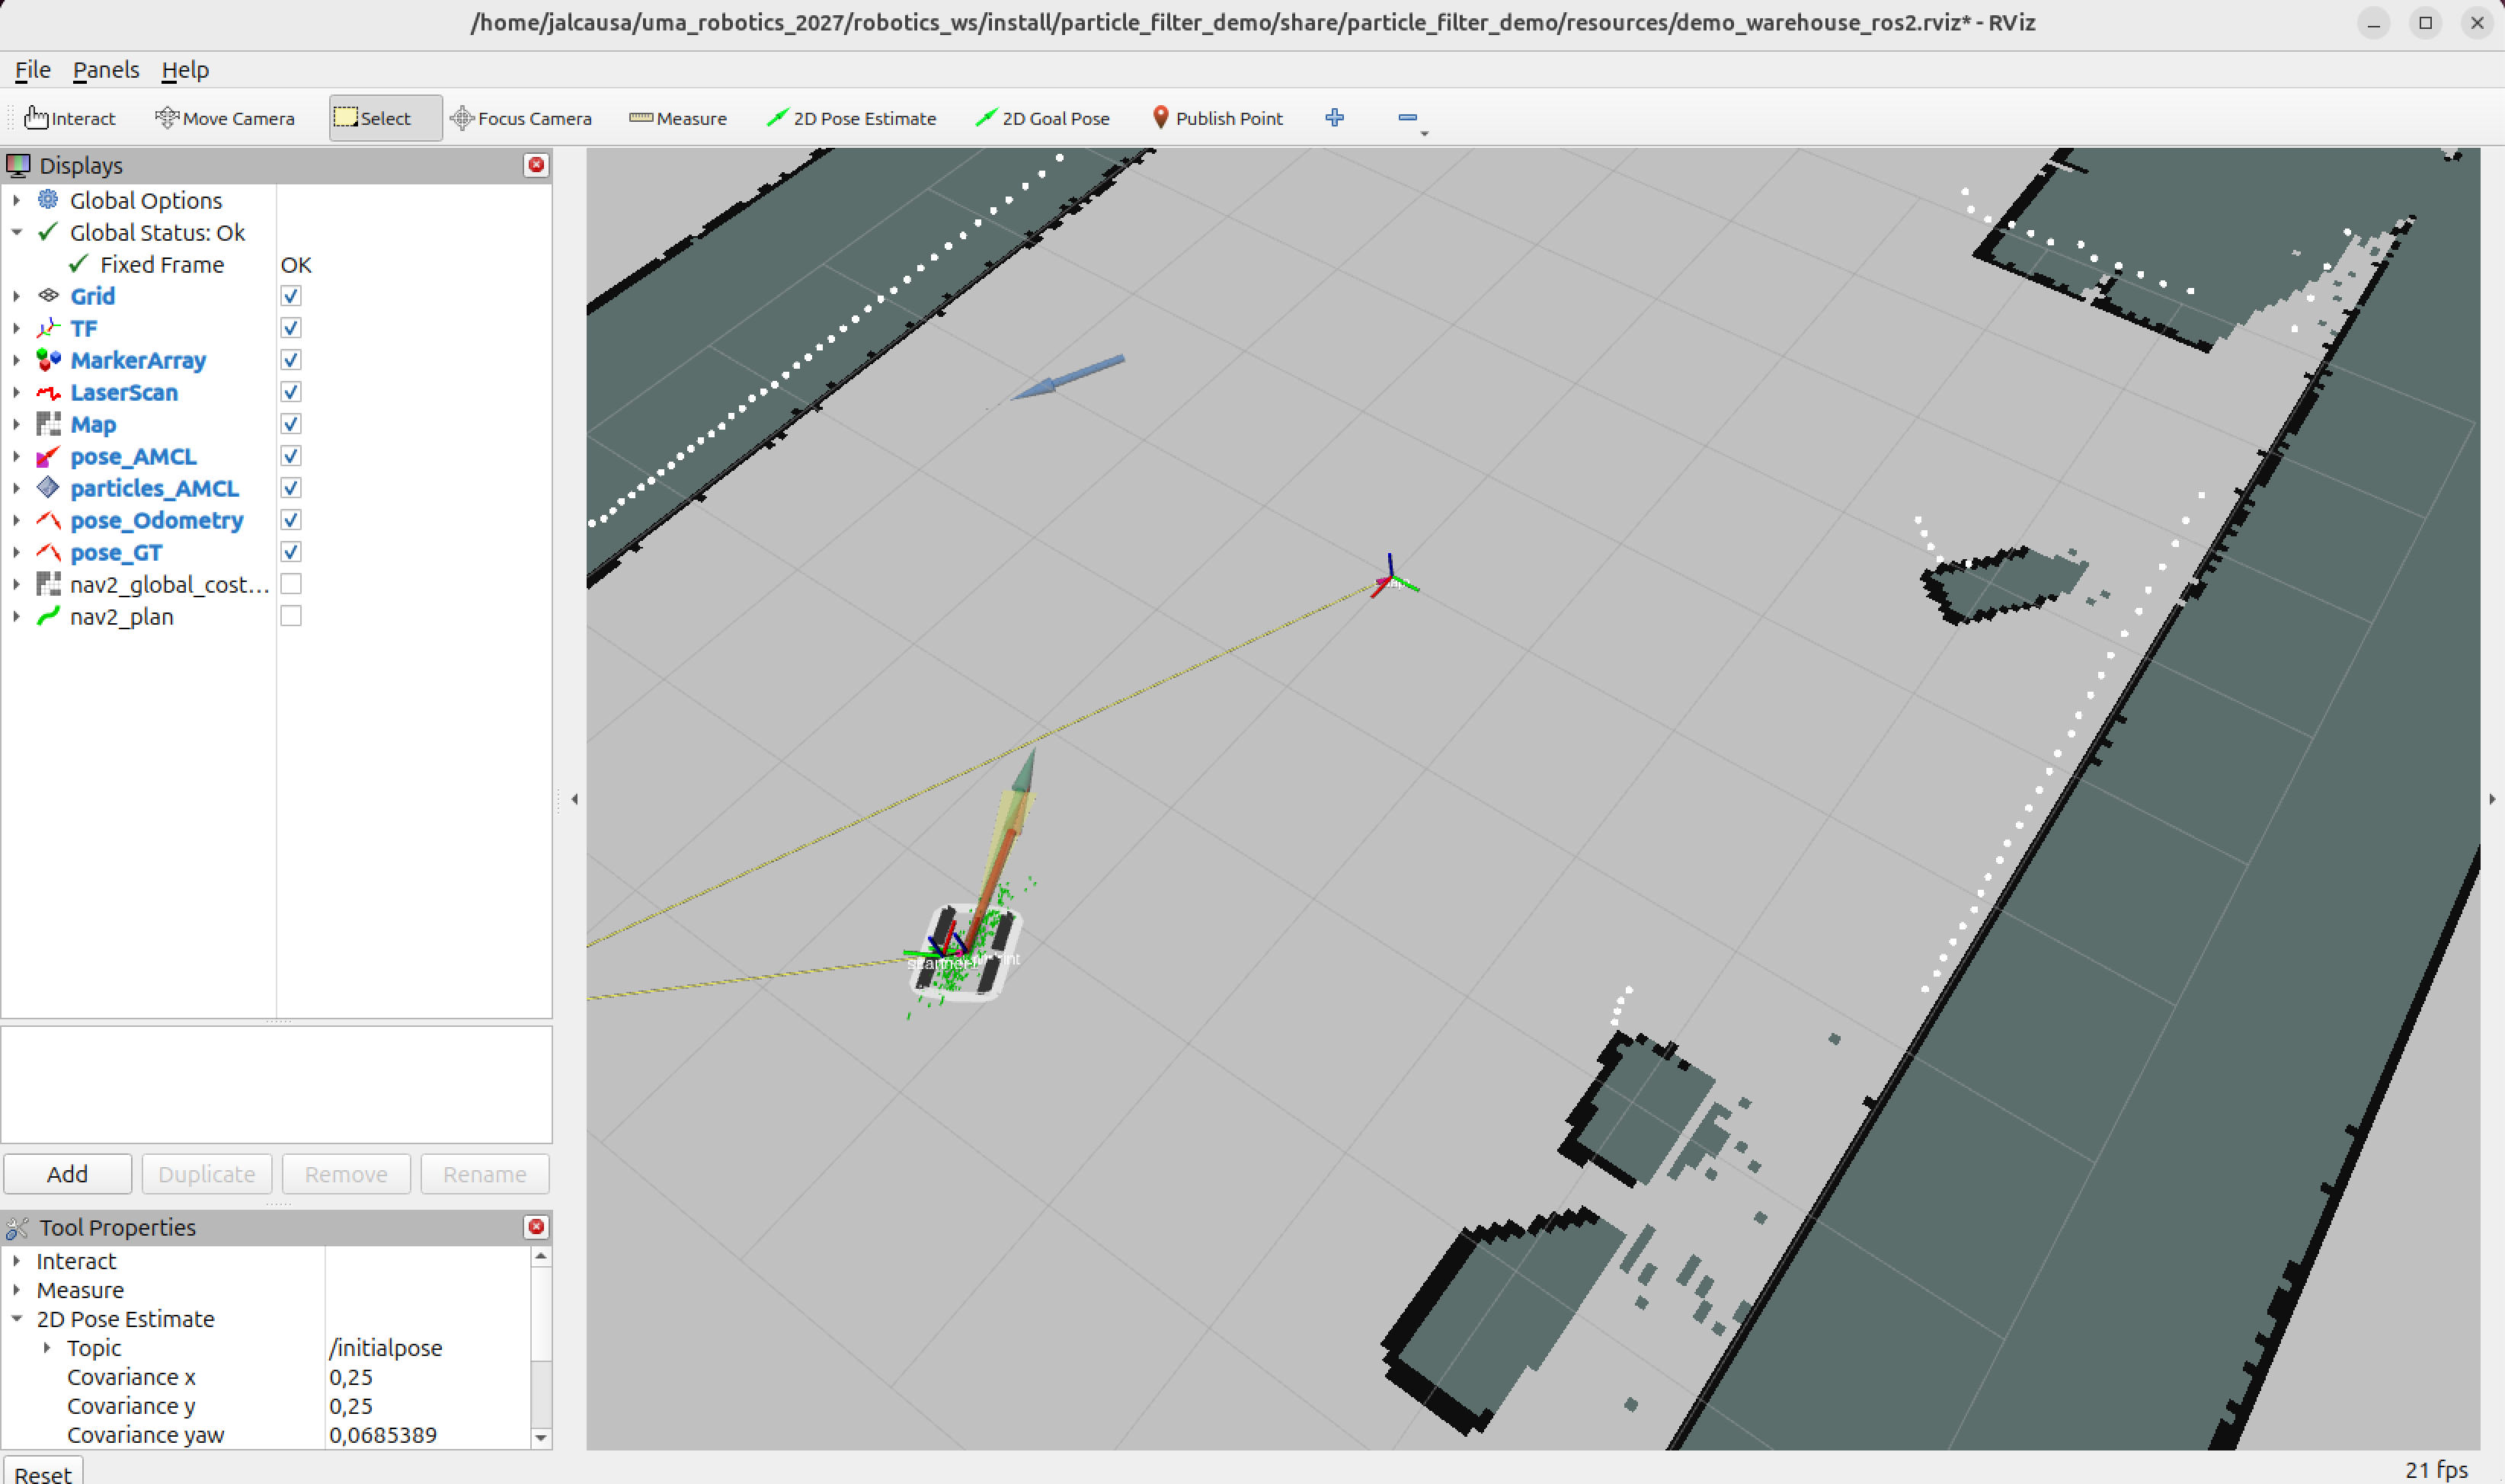 /home/jalcausa/uma_robotics_2027/robotics_ws/install/particle_filter_demo/share/particle_filter_demo/resources/demo_warehouse_ros2.rviz* - RViz
File Panels Help
Interact Move Camera Select Focus Camera Measure 2D Pose Estimate 2D Goal Pose Publish Point
Displays
Global Options
Global Status: Ok
Fixed Frame OK
Grid
TF
MarkerArray
LaserScan
Map
pose_AMCL
particles_AMCL
pose_Odometry
pose_GT
nav2_global_cost...
nav2_plan
Add Duplicate Remove Rename
Tool Properties
Interact
Measure
2D Pose Estimate
Topic /initialpose
Covariance x 0,25
Covariance y 0,25
Covariance yaw 0,0685389
Reset
21 fps